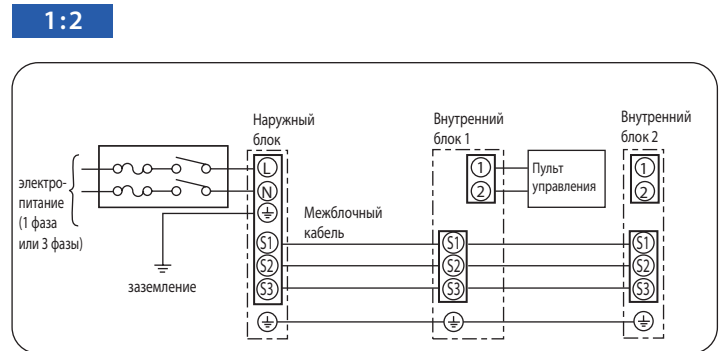 1:2
Наружный
блок
Внутренний
блок 1
Внутренний
блок 2
электро-
питание
(1 фаза
или 3 фазы)
L
N
S1
S2
S3
заземление
Межблочный
кабель
1
2
Пульт
управления
S1
S2
S3
1
2
S1
S2
S3